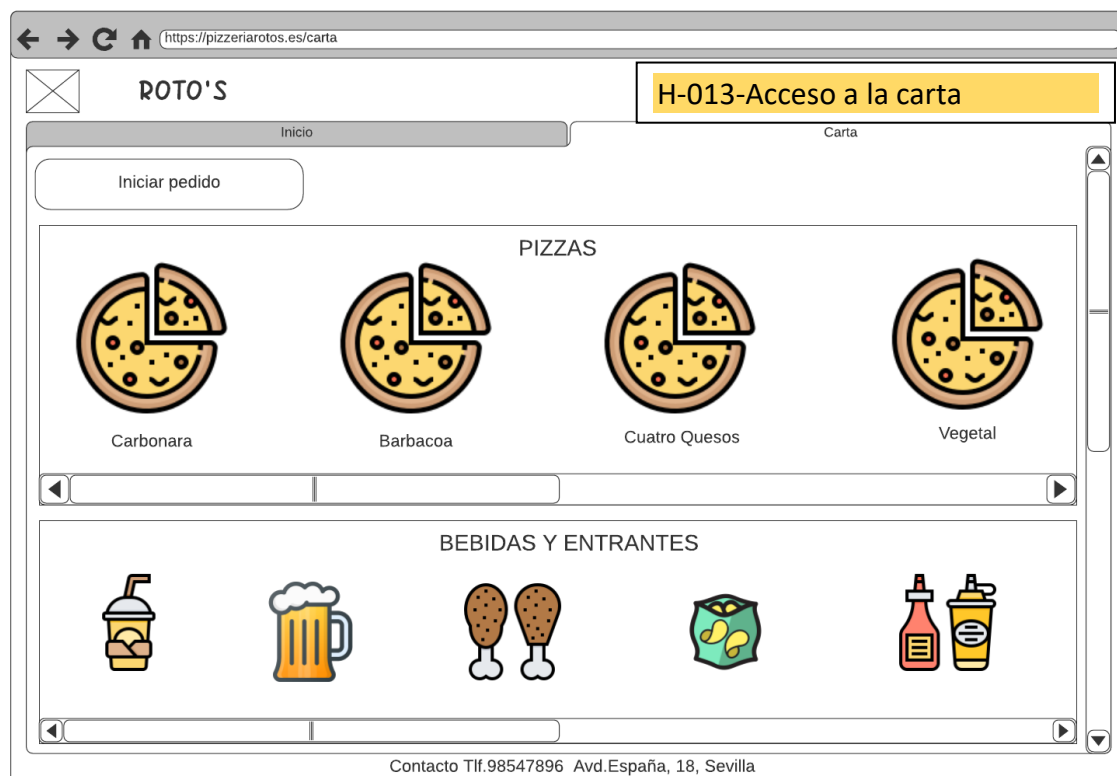 https://pizzeriarotos.es/carta
ROTO'S
H-013-Acceso a la carta
Inicio
Carta
Iniciar pedido
PIZZAS
Carbonara
Barbacoa
Cuatro Quesos
Vegetal
BEBIDAS Y ENTRANTES
Contacto Tlf.98547896 Avd.España, 18, Sevilla